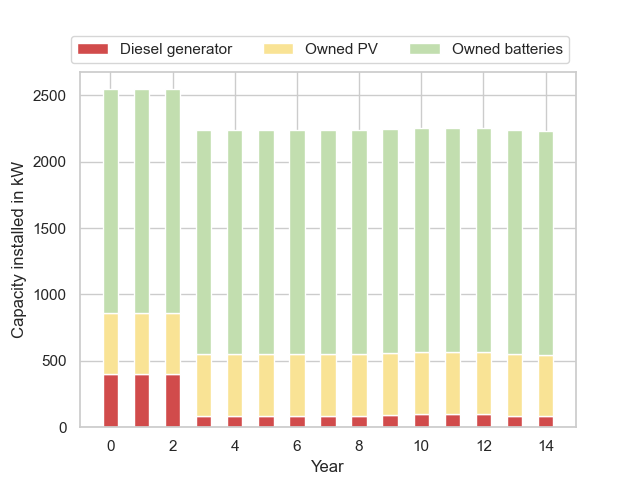 Diesel generator Owned PV Owned batteries
2500
2000
1500
1000
500
0
Capacity installed in kW
0 2 4 6 8 10 12 14
Year